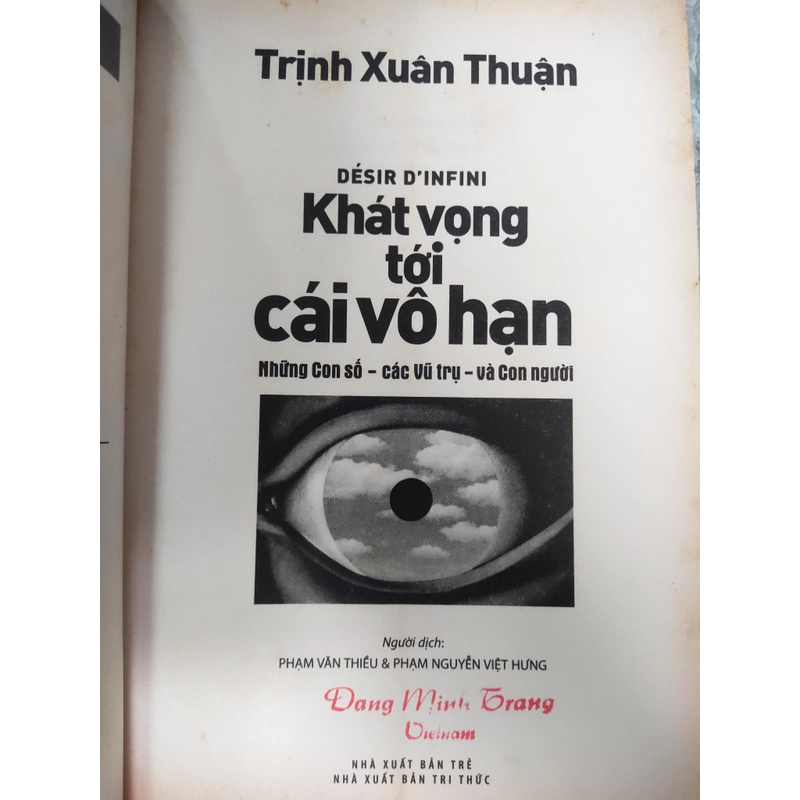 Trịnh Xuân Thuận
DÉSIR D'INFINI
Khát vọng
tới
cái vô hạn
Những Con số - các Vũ trụ - và Con người
Người dịch:
PHẠM VĂN THIỀU & PHẠM NGUYỄN VIỆT HƯNG
Dang Minh Trang
Vietnam
NHÀ XUẤT BẢN TRẺ
NHÀ XUẤT BẢN TRI THỨC